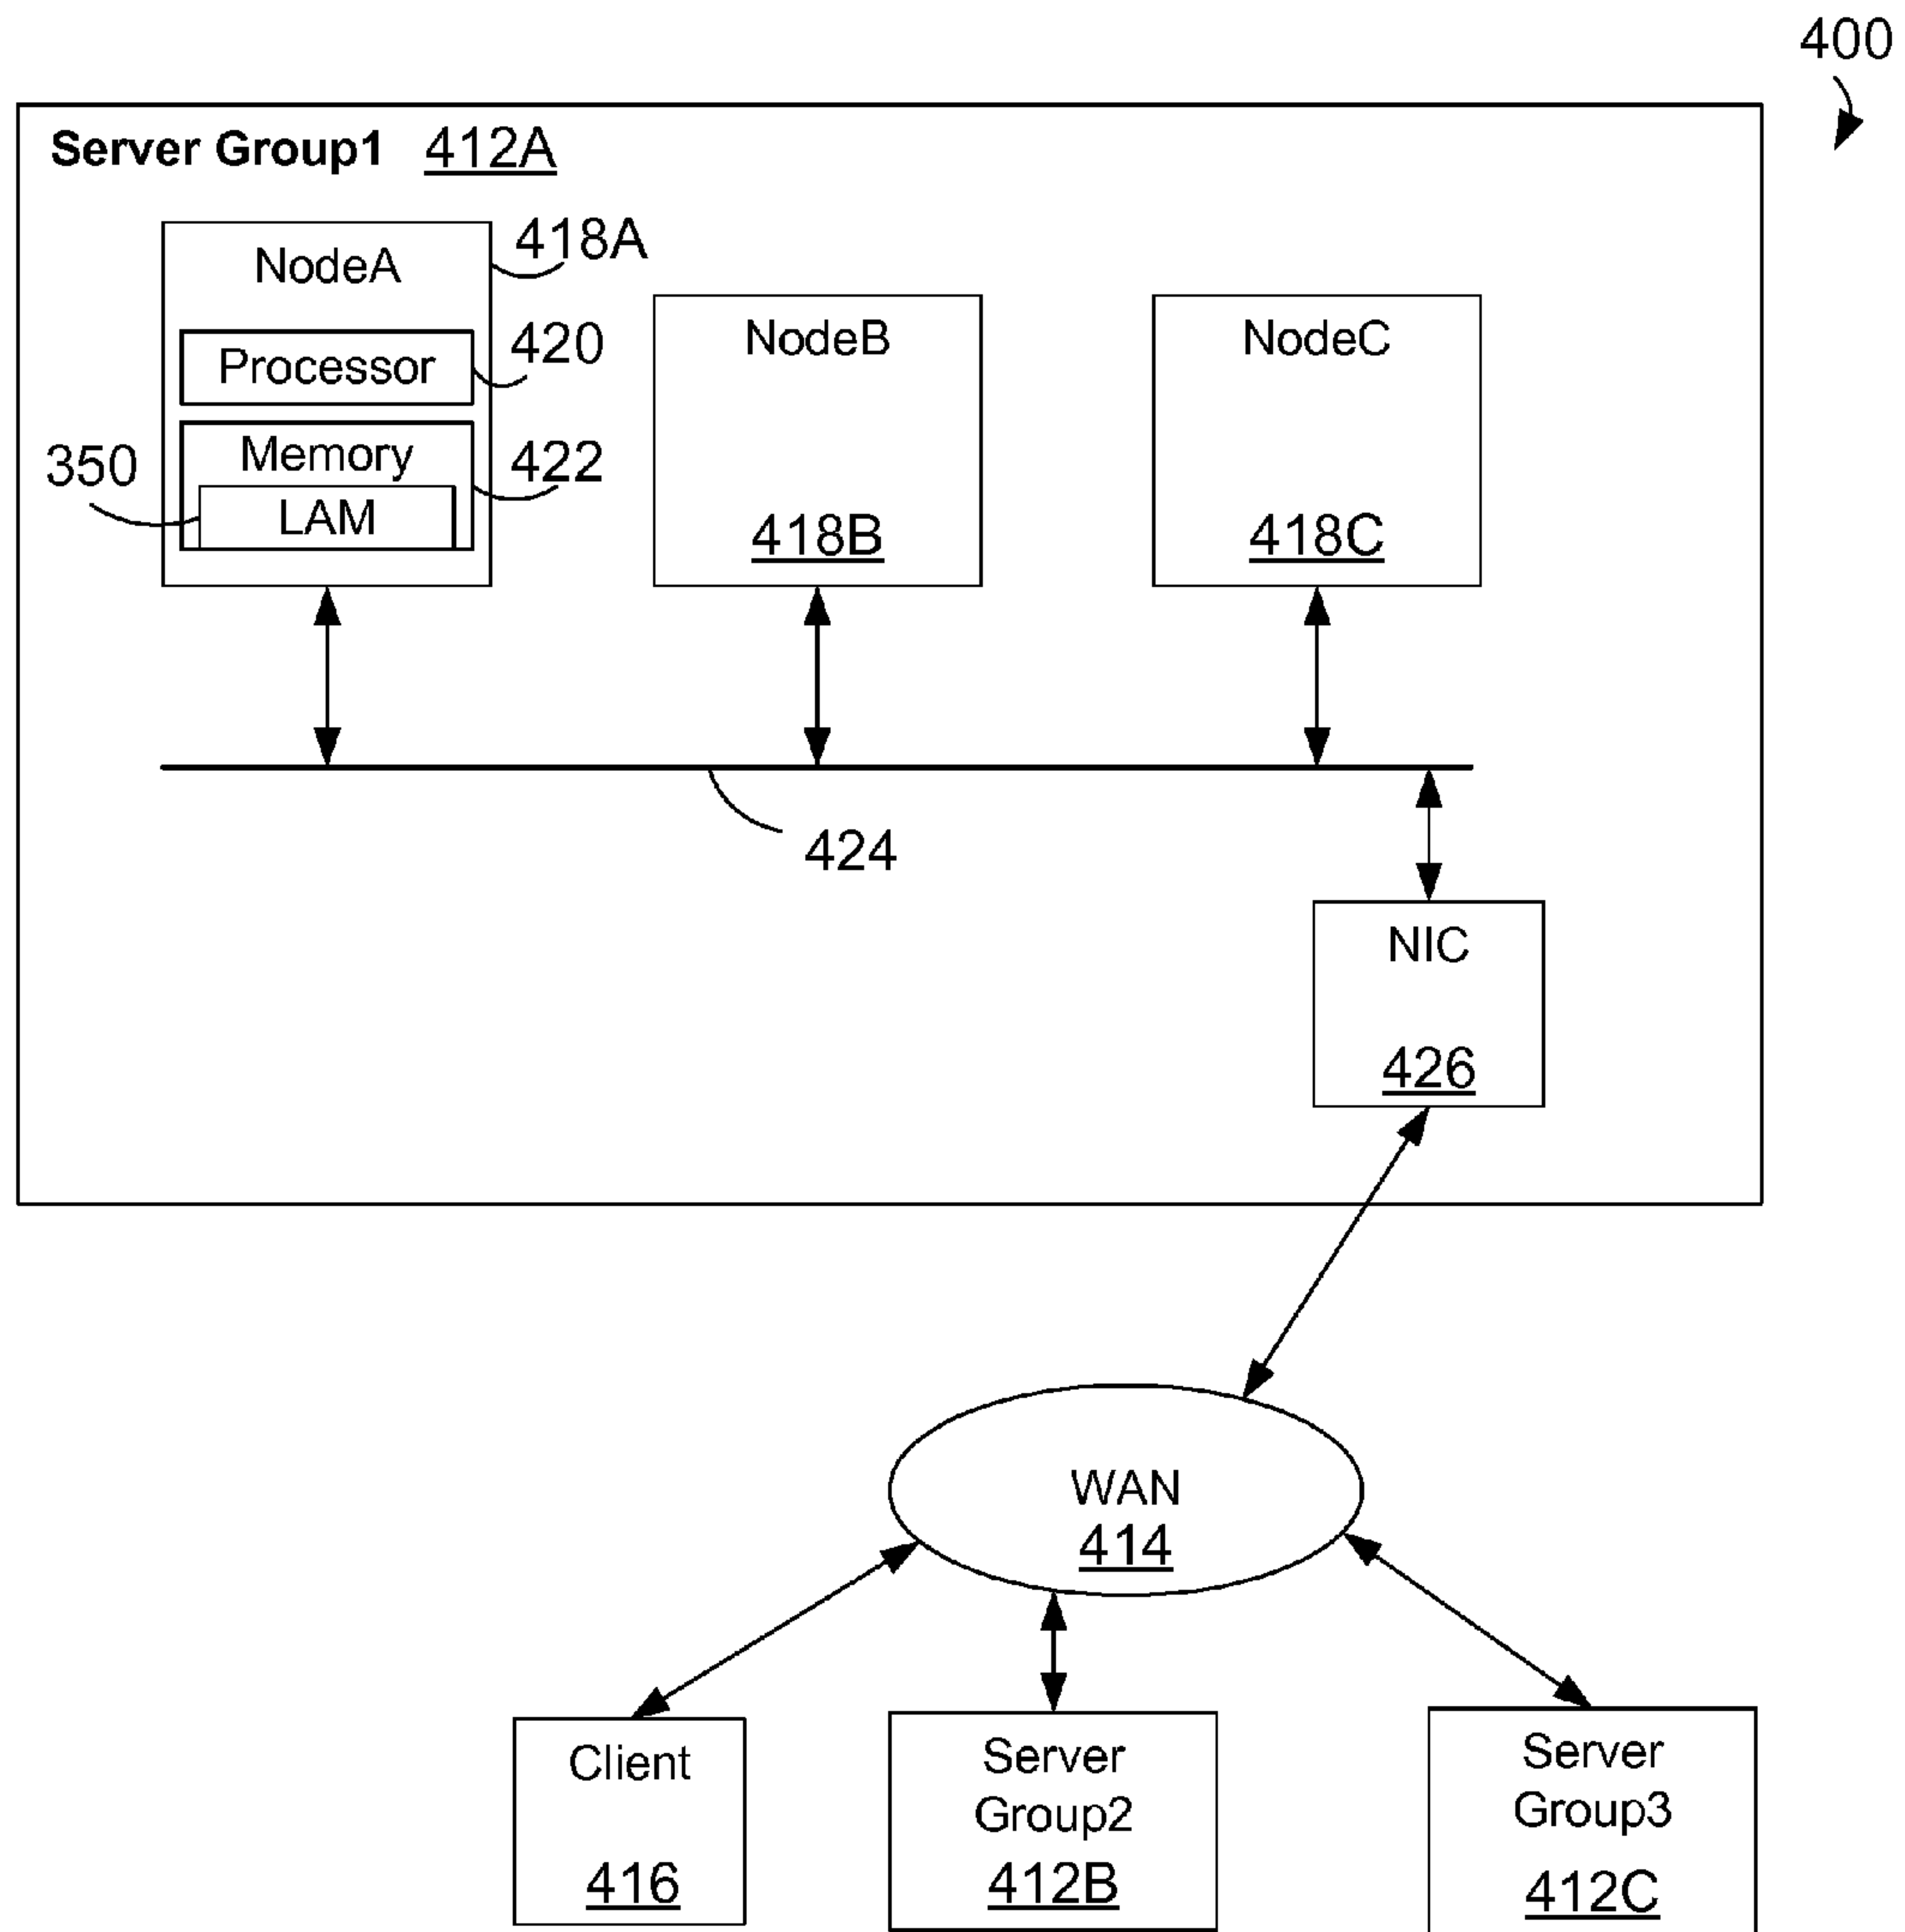 400
Server Group1 412A
NodeA
418A
Processor
420
Memory
422
350
LAM
NodeB
418B
NodeC
418C
424
NIC
426
WAN
414
Client
416
Server
Group2
412B
Server
Group3
412C